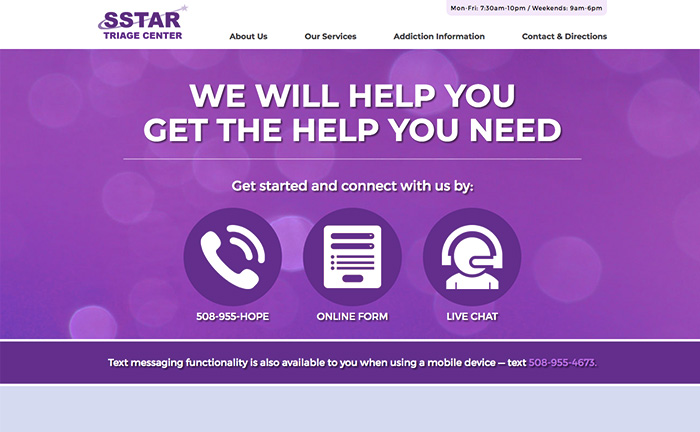 SSTAR
TRIAGE CENTER
Mon-Fri: 7:30am-10pm / Weekends: 9am-6pm
About Us
Our Services
Addiction Information
Contact & Directions
WE WILL HELP YOU
GET THE HELP YOU NEED
Get started and connect with us by:
508-955-HOPE
ONLINE FORM
LIVE CHAT
Text messaging functionality is also available to you when using a mobile device — text 508-955-4673.